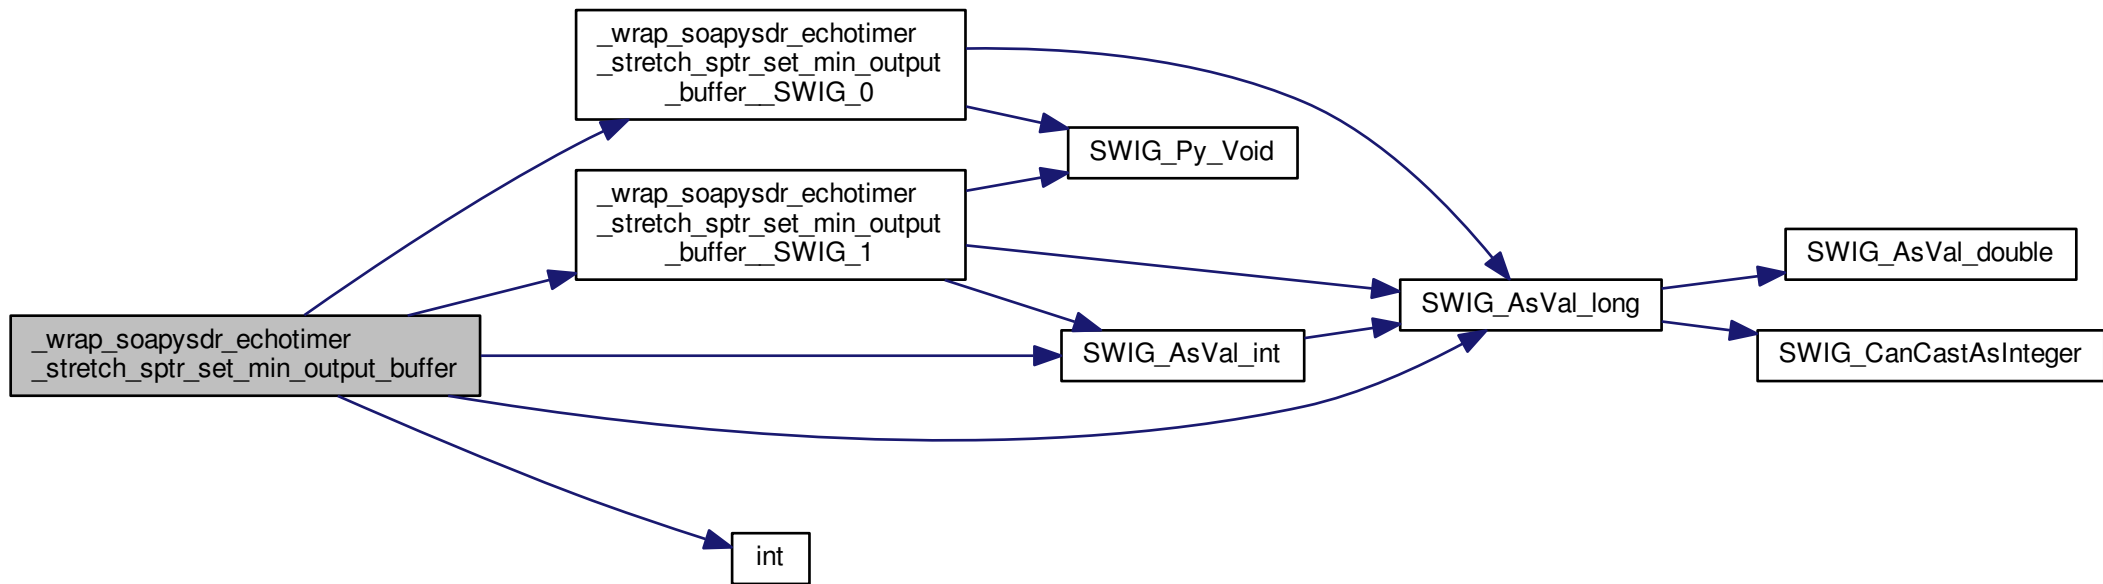 _wrap_soapysdr_echotimer
_stretch_sptr_set_min_output_buffer
_wrap_soapysdr_echotimer
_stretch_sptr_set_min_output
_buffer__SWIG_0
_wrap_soapysdr_echotimer
_stretch_sptr_set_min_output
_buffer__SWIG_1
int
SWIG_Py_Void
SWIG_AsVal_int
SWIG_AsVal_long
SWIG_AsVal_double
SWIG_CanCastAsInteger